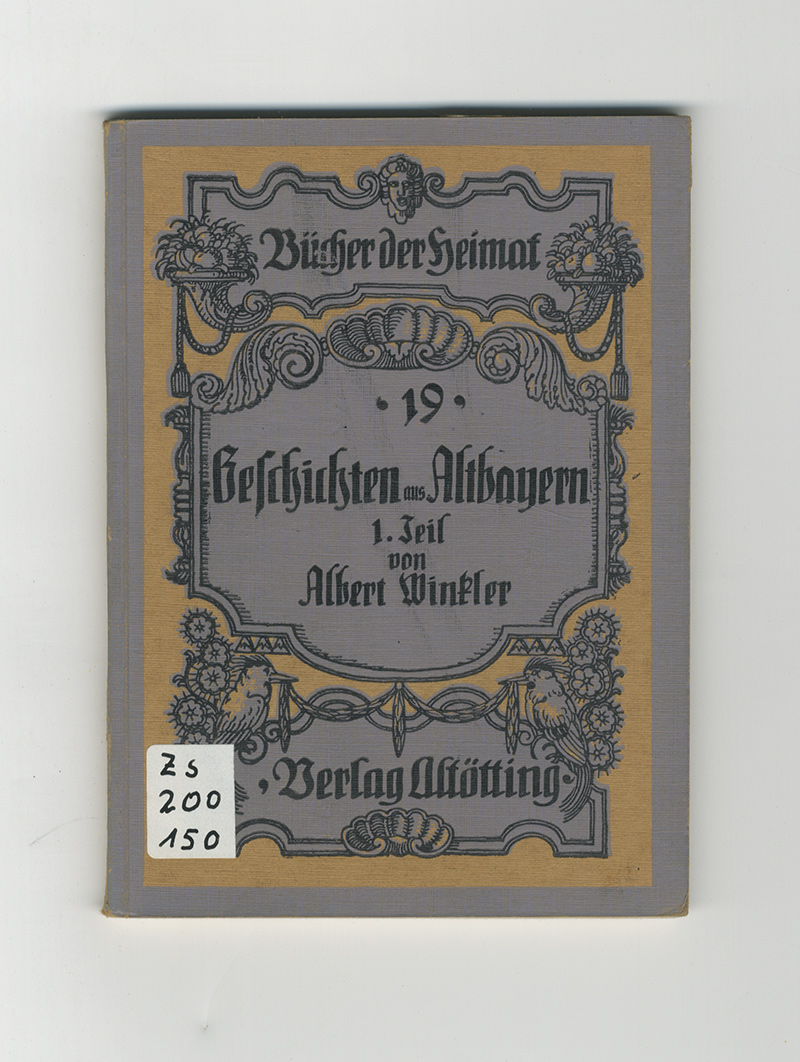 Bücher der Heimat
• 19 •
Geschichten aus Altbayern
1. Teil
von
Albert Winkler
• Verlag Altötting •
Zs
200
150